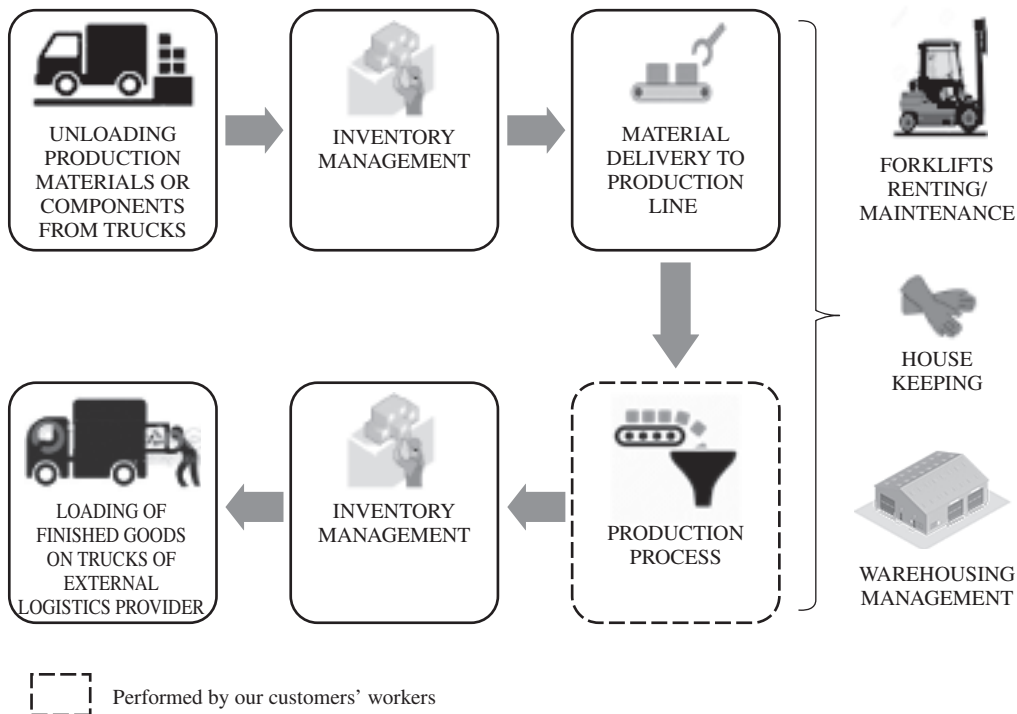 UNLOADING
PRODUCTION
MATERIALS OR
COMPONENTS
FROM TRUCKS
INVENTORY
MANAGEMENT
MATERIAL
DELIVERY TO
PRODUCTION
LINE
FORKLIFTS
RENTING/
MAINTENANCE
HOUSE
KEEPING
LOADING OF
FINISHED GOODS
ON TRUCKS OF
EXTERNAL
LOGISTICS PROVIDER
INVENTORY
MANAGEMENT
PRODUCTION
PROCESS
WAREHOUSING
MANAGEMENT
Performed by our customers’ workers